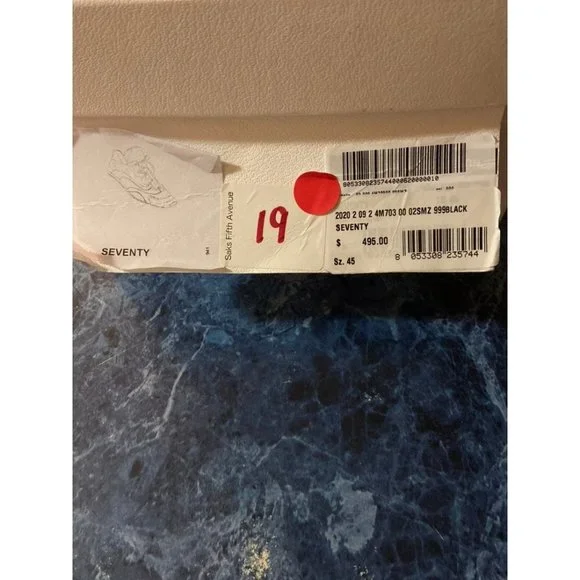 SEVENTY
Saks Fifth Avenue
19
8053308235744000620000010
2020 2 09 2 4M703 00 02SMZ 999BLACK
SEVENTY
$ 495.00
Sz. 45
8 053308 235744